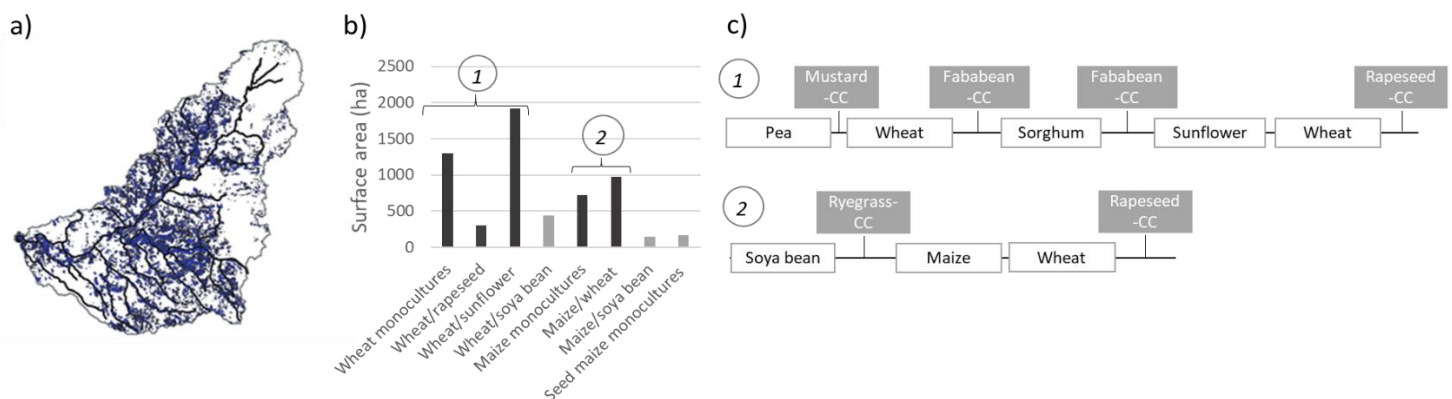 a)
b)
c)
2500
2000
1500
1000
500
0
Surface area (ha)
1
2
Wheat monocultures
Wheat/rapeseed
Wheat/sunflower
Wheat/soya bean
Maize monocultures
Maize/wheat
Maize/soya bean
Seed maize monocultures
1
Mustard
-CC
Fababean
-CC
Fababean
-CC
Rapeseed
-CC
Pea
Wheat
Sorghum
Sunflower
Wheat
2
Ryegrass-
CC
Rapeseed
-CC
Soya bean
Maize
Wheat